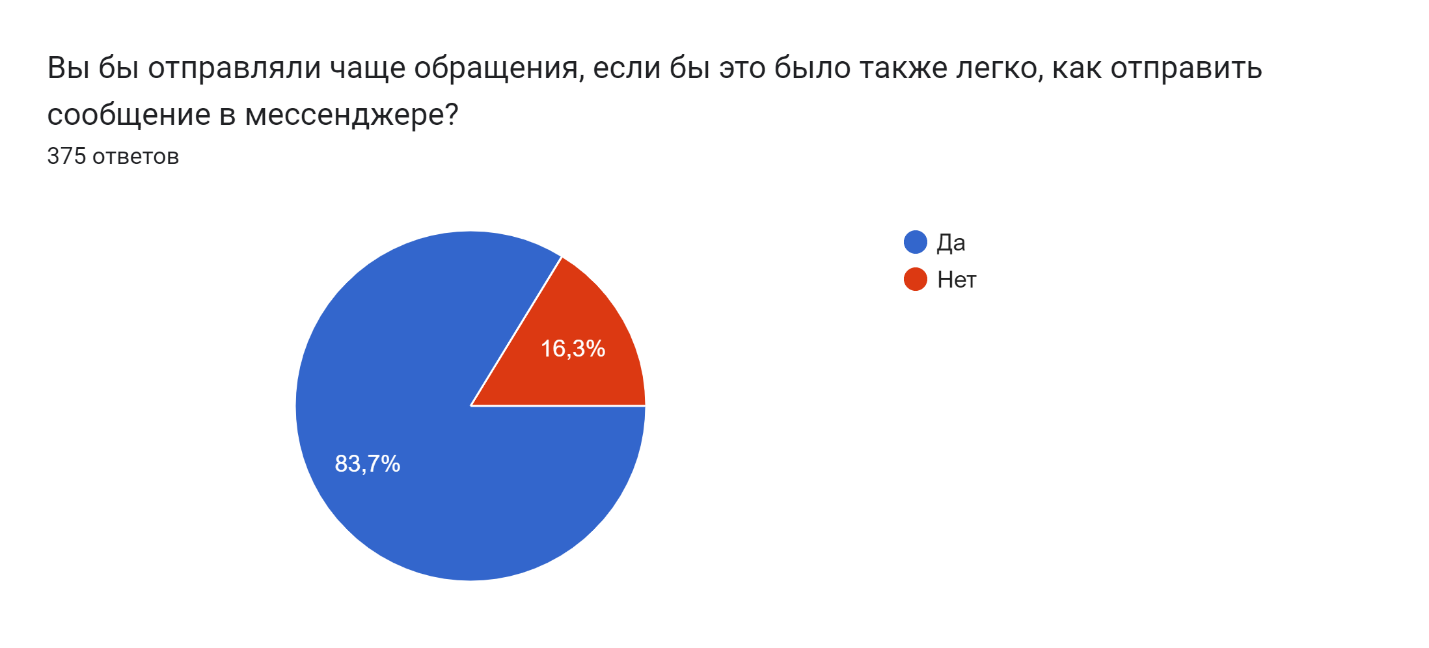 Вы бы отправляли чаще обращения, если бы это было также легко, как отправить
сообщение в мессенджере?
375 ответов
Да
Нет
16,3%
83,7%